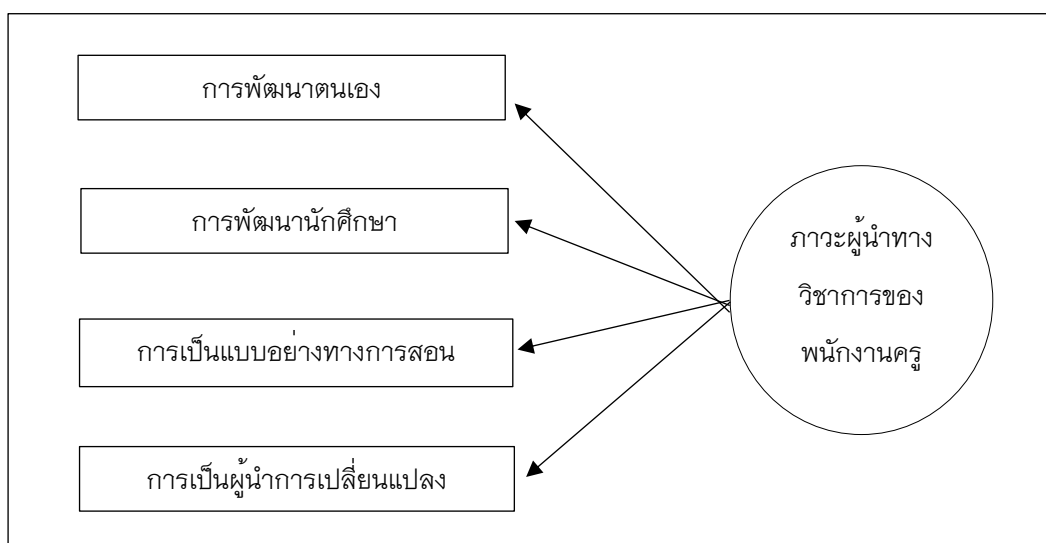 การพัฒนาตนเอง
การพัฒนานักศึกษา
การเป็นแบบอย่างทางการสอน
การเป็นผู้นำการเปลี่ยนแปลง
ภาวะผู้นำทาง
วิชาการของ
พนักงานครู